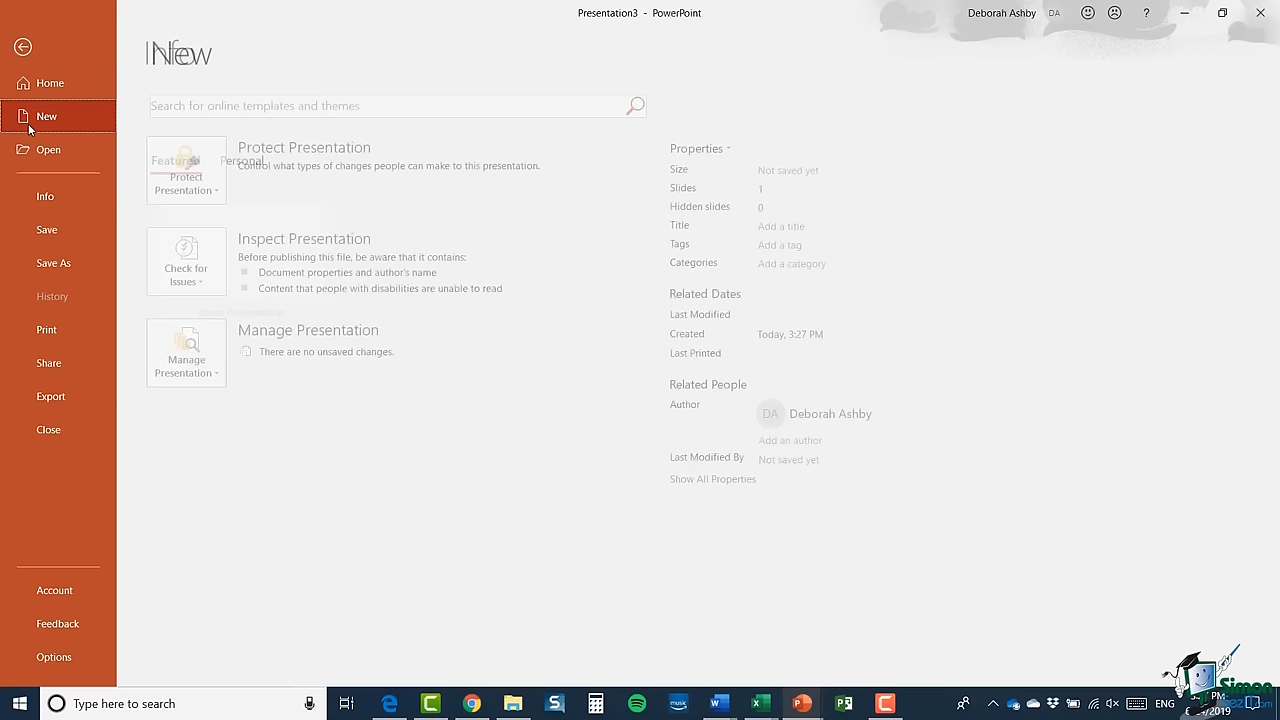 Presentation3 - PowerPoint
Deborah Ashby DA ?
Info
New
Home
New
Open
Info
Save
Save As
History
Print
Share
Export
Close
Account
Feedback
Options
Search for online templates and themes
Featured Personal
Protect Presentation
Protect Presentation
Control what types of changes people can make to this presentation.
Check for Issues
Inspect Presentation
Before publishing this file, be aware that it contains:
Document properties and author's name
Content that people with disabilities are unable to read
Manage Presentation
Manage Presentation
There are no unsaved changes.
Properties
Size Not saved yet
Slides 1
Hidden slides 0
Title Add a title
Tags Add a tag
Categories Add a category
Related Dates
Last Modified
Created Today, 3:27 PM
Last Printed
Related People
Author DA Deborah Ashby
Add an author
Last Modified By Not saved yet
Show All Properties
Type here to search
music
ENG
Simon